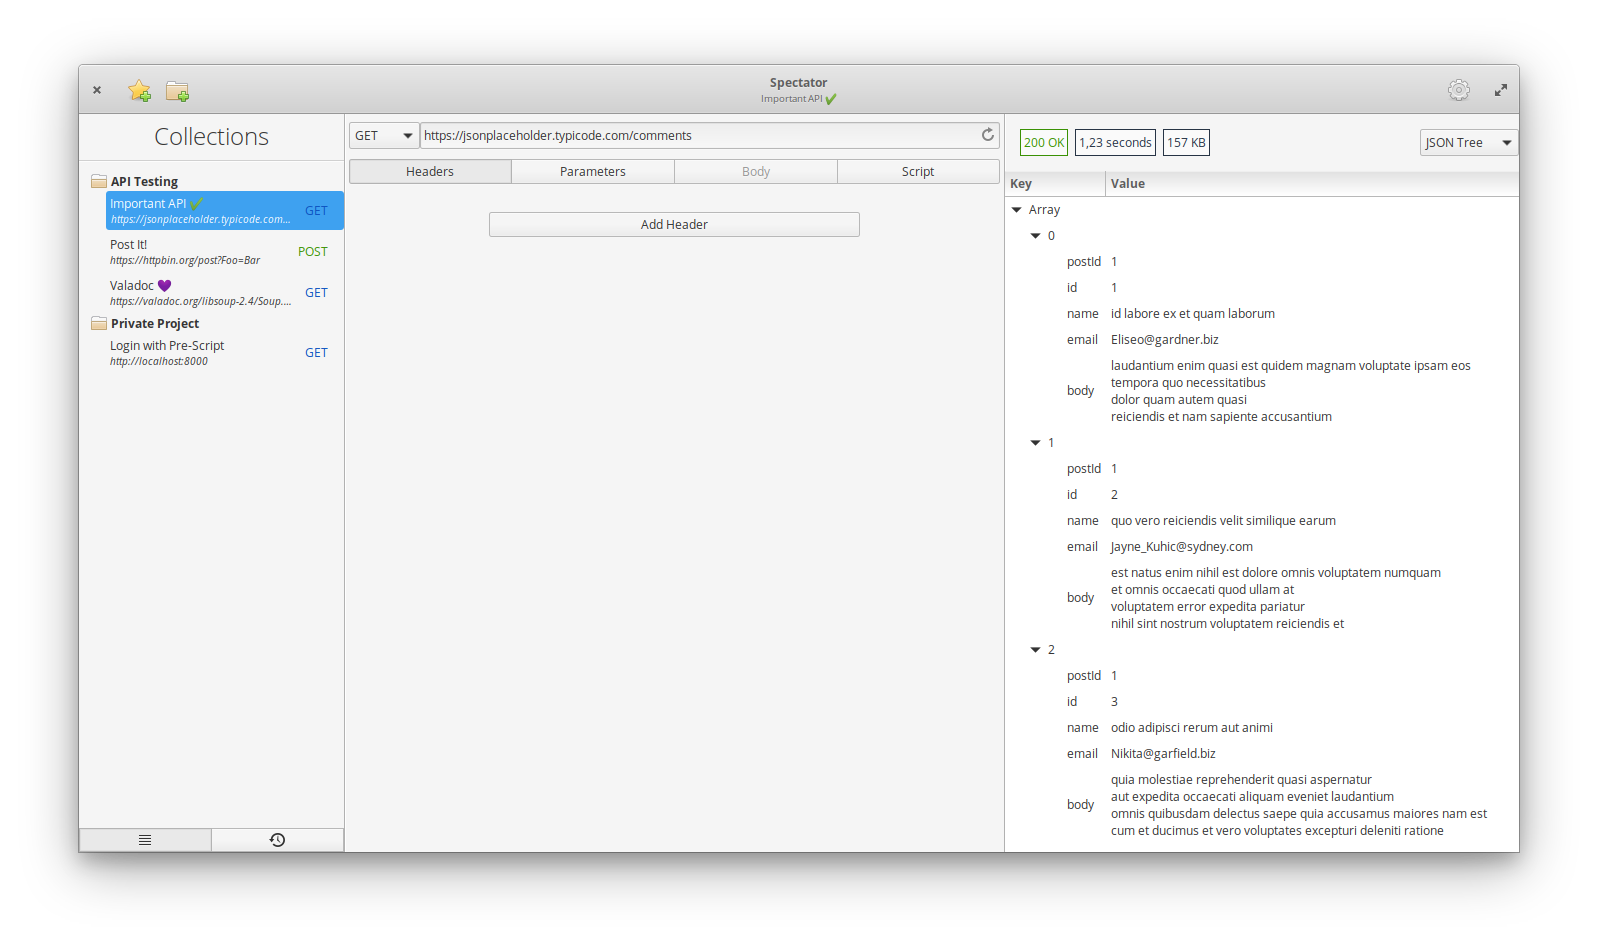 Spectator
Important API ✔
Collections
API Testing
Important API ✔
https://jsonplaceholder.typicode.com...
GET
Post It!
https://httpbin.org/post?Foo=Bar
POST
Valadoc 💜
https://valadoc.org/libsoup-2.4/Soup....
GET
Private Project
Login with Pre-Script
http://localhost:8000
GET
GET
https://jsonplaceholder.typicode.com/comments
Headers
Parameters
Body
Script
Add Header
200 OK
1,23 seconds
157 KB
JSON Tree
Key Value
Array
0
postId 1
id 1
name id labore ex et quam laborum
email Eliseo@gardner.biz
body
laudantium enim quasi est quidem magnam voluptate ipsam eos
tempora quo necessitatibus
dolor quam autem quasi
reiciendis et nam sapiente accusantium
1
postId 1
id 2
name quo vero reiciendis velit similique earum
email Jayne_Kuhic@sydney.com
body
est natus enim nihil est dolore omnis voluptatem numquam
et omnis occaecati quod ullam at
voluptatem error expedita pariatur
nihil sint nostrum voluptatem reiciendis et
2
postId 1
id 3
name odio adipisci rerum aut animi
email Nikita@garfield.biz
body
quia molestiae reprehenderit quasi aspernatur
aut expedita occaecati aliquam eveniet laudantium
omnis quibusdam delectus saepe quia accusamus maiores nam est
cum et ducimus et vero voluptates excepturi deleniti ratione